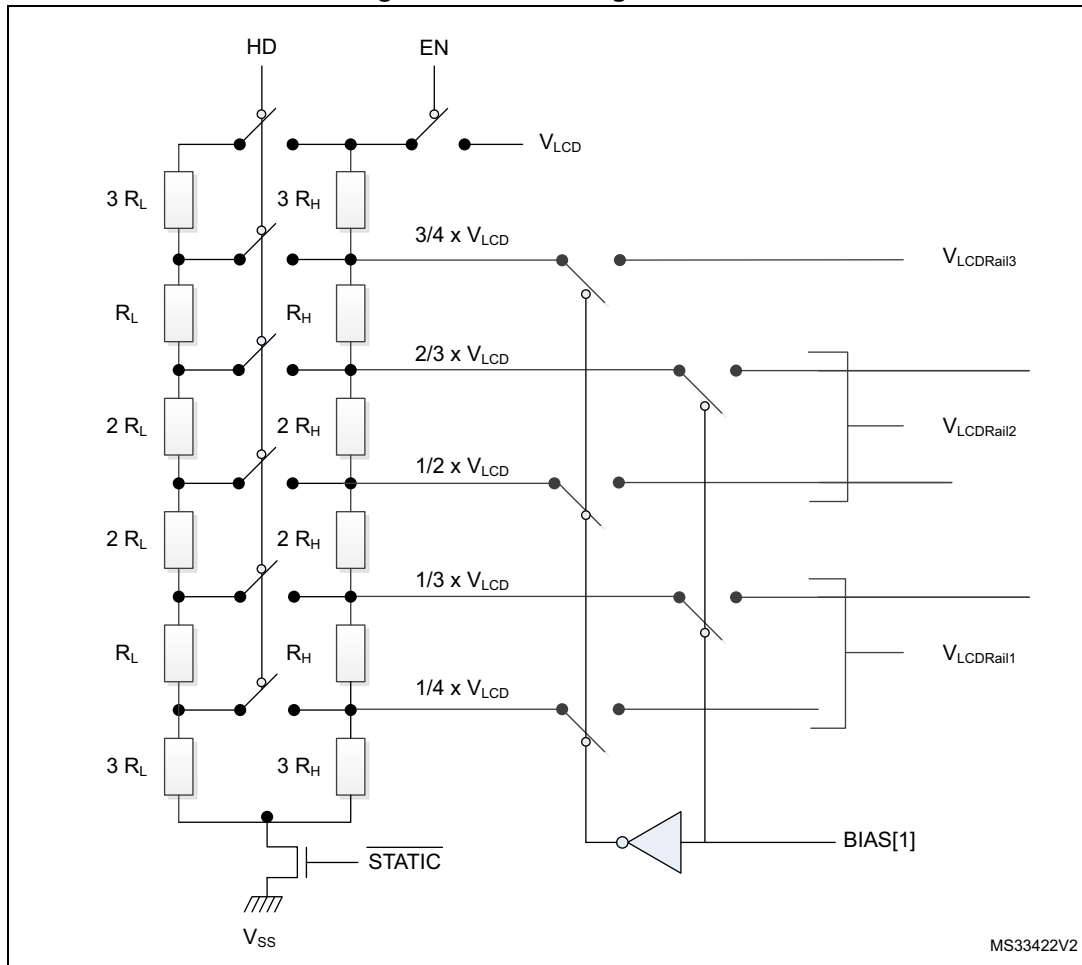 HD EN
V_LCD
3 R_L 3 R_H
3/4 x V_LCD
V_LCDRail3
R_L R_H
2/3 x V_LCD
2 R_L 2 R_H
V_LCDRail2
1/2 x V_LCD
2 R_L 2 R_H
1/3 x V_LCD
R_L R_H
V_LCDRail1
1/4 x V_LCD
3 R_L 3 R_H
BIAS[1]
STATIC
V_SS
MS33422V2